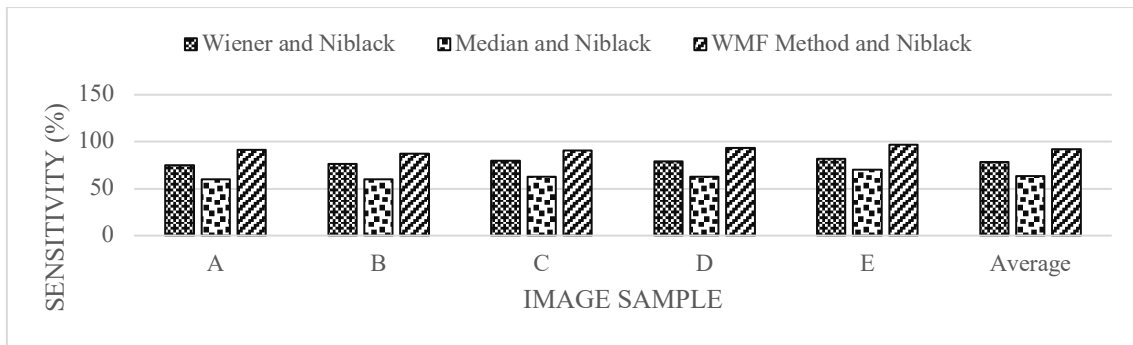 Wiener and Niblack Median and Niblack WMF Method and Niblack
SENSITIVITY (%)
150
100
50
0
A B C D E Average
IMAGE SAMPLE